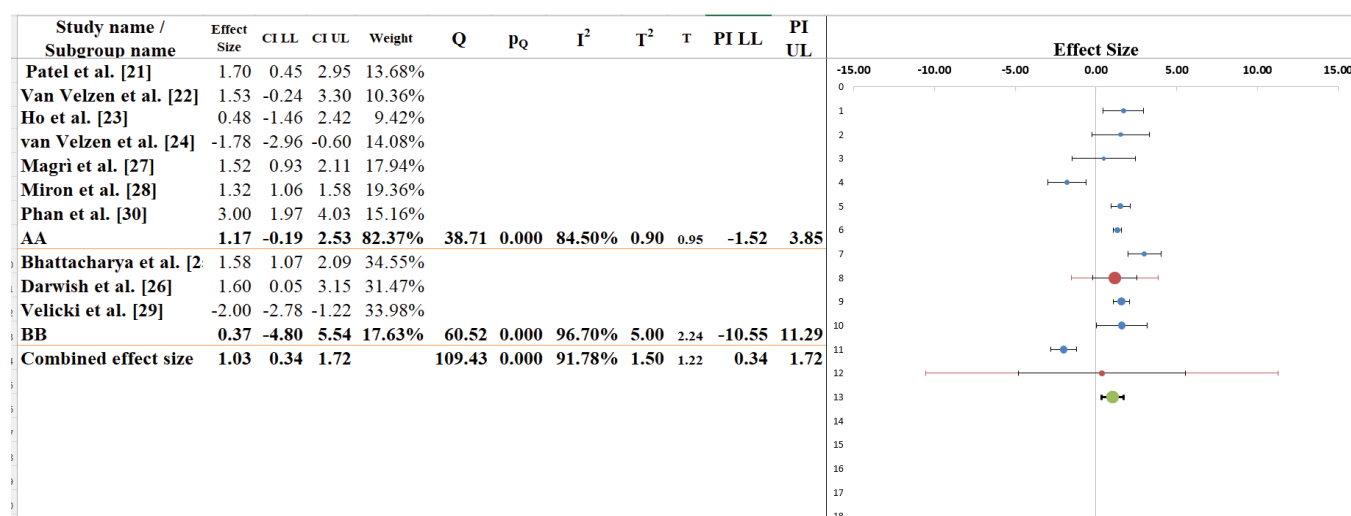 Study name / Subgroup name Effect Size CI LL CI UL Weight Q pQ I² T² T PI LL PI UL
Patel et al. [21] 1.70 0.45 2.95 13.68%
Van Velzen et al. [22] 1.53 -0.24 3.30 10.36%
Ho et al. [23] 0.48 -1.46 2.42 9.42%
van Velzen et al. [24] -1.78 -2.96 -0.60 14.08%
Magrì et al. [27] 1.52 0.93 2.11 17.94%
Miron et al. [28] 1.32 1.06 1.58 19.36%
Phan et al. [30] 3.00 1.97 4.03 15.16%
AA 1.17 -0.19 2.53 82.37% 38.71 0.000 84.50% 0.90 0.95 -1.52 3.85
Bhattacharya et al. [2 1.58 1.07 2.09 34.55%
Darwish et al. [26] 1.60 0.05 3.15 31.47%
Velicki et al. [29] -2.00 -2.78 -1.22 33.98%
BB 0.37 -4.80 5.54 17.63% 60.52 0.000 96.70% 5.00 2.24 -10.55 11.29
Combined effect size 1.03 0.34 1.72 109.43 0.000 91.78% 1.50 1.22 0.34 1.72
Effect Size
-15.00 -10.00 -5.00 0.00 5.00 10.00 15.00
0
1
2
3
4
5
6
7
8
9
10
11
12
13
14
15
16
17
18